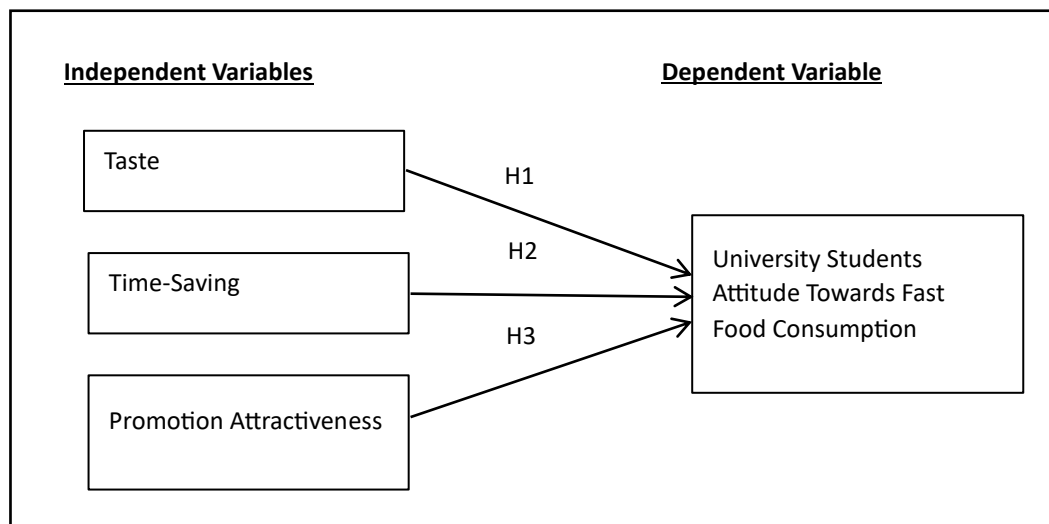 Independent Variables
Dependent Variable
Taste
H1
H2
Time-Saving
H3
Promotion Attractiveness
University Students
Attitude Towards Fast
Food Consumption